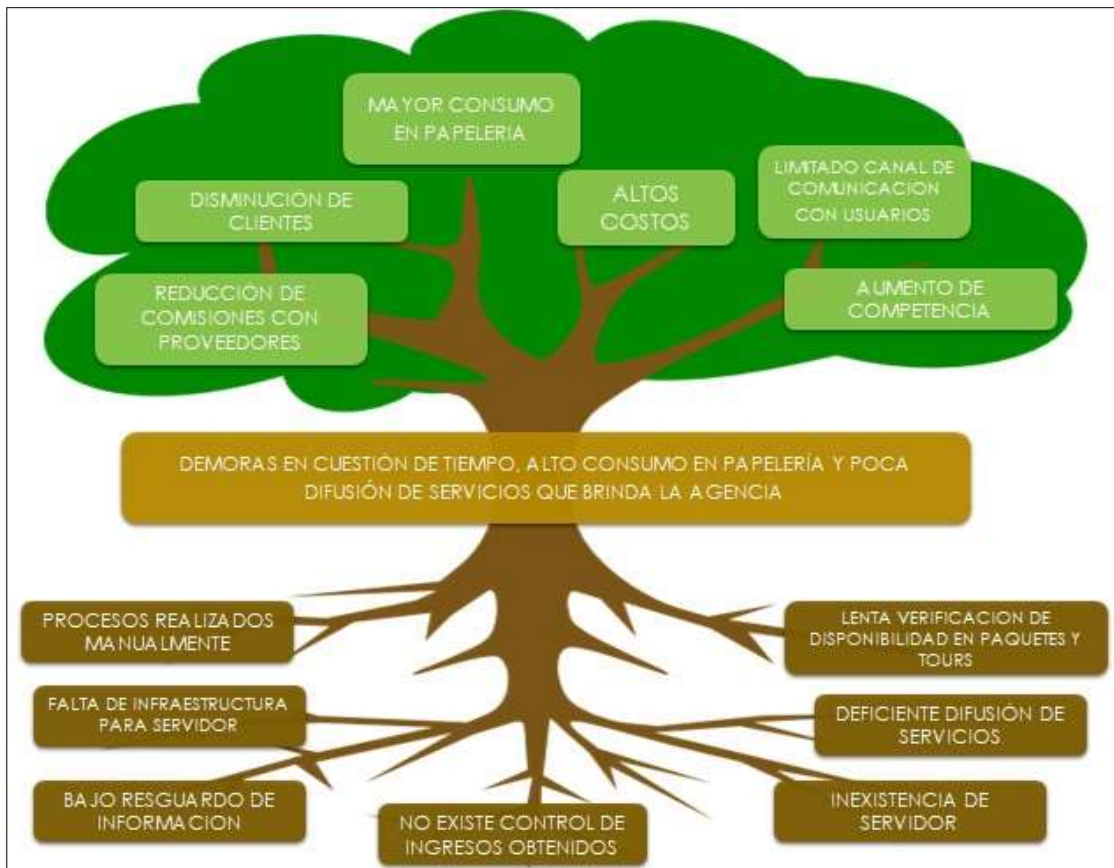 MAYOR CONSUMO
EN PAPELERIA
DISMINUCIÓN DE
CLIENTES
ALTOS
COSTOS
LIMITADO CANAL DE
COMUNICACION
CON USUARIOS
REDUCCIÓN DE
COMISIONES CON
PROVEEDORES
AUMENTO DE
COMPETENCIA
DEMORAS EN CUESTIÓN DE TIEMPO, ALTO CONSUMO EN PAPELERÍA Y POCA
DIFUSIÓN DE SERVICIOS QUE BRINDA LA AGENCIA
PROCESOS REALIZADOS
MANUALMENTE
LENTA VERIFICACION DE
DISPONIBILIDAD EN PAQUETES Y
TOURS
FALTA DE INFRAESTRUCTURA
PARA SERVIDOR
DEFICIENTE DIFUSIÓN DE
SERVICIOS
BAJO RESGUARDO DE
INFORMACION
NO EXISTE CONTROL DE
INGRESOS OBTENIDOS
INEXISTENCIA DE
SERVIDOR